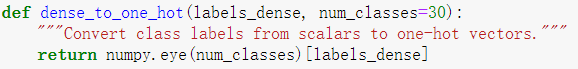 def dense_to_one_hot(labels_dense, num_classes=30):
    """Convert class labels from scalars to one-hot vectors."""
    return numpy.eye(num_classes)[labels_dense]